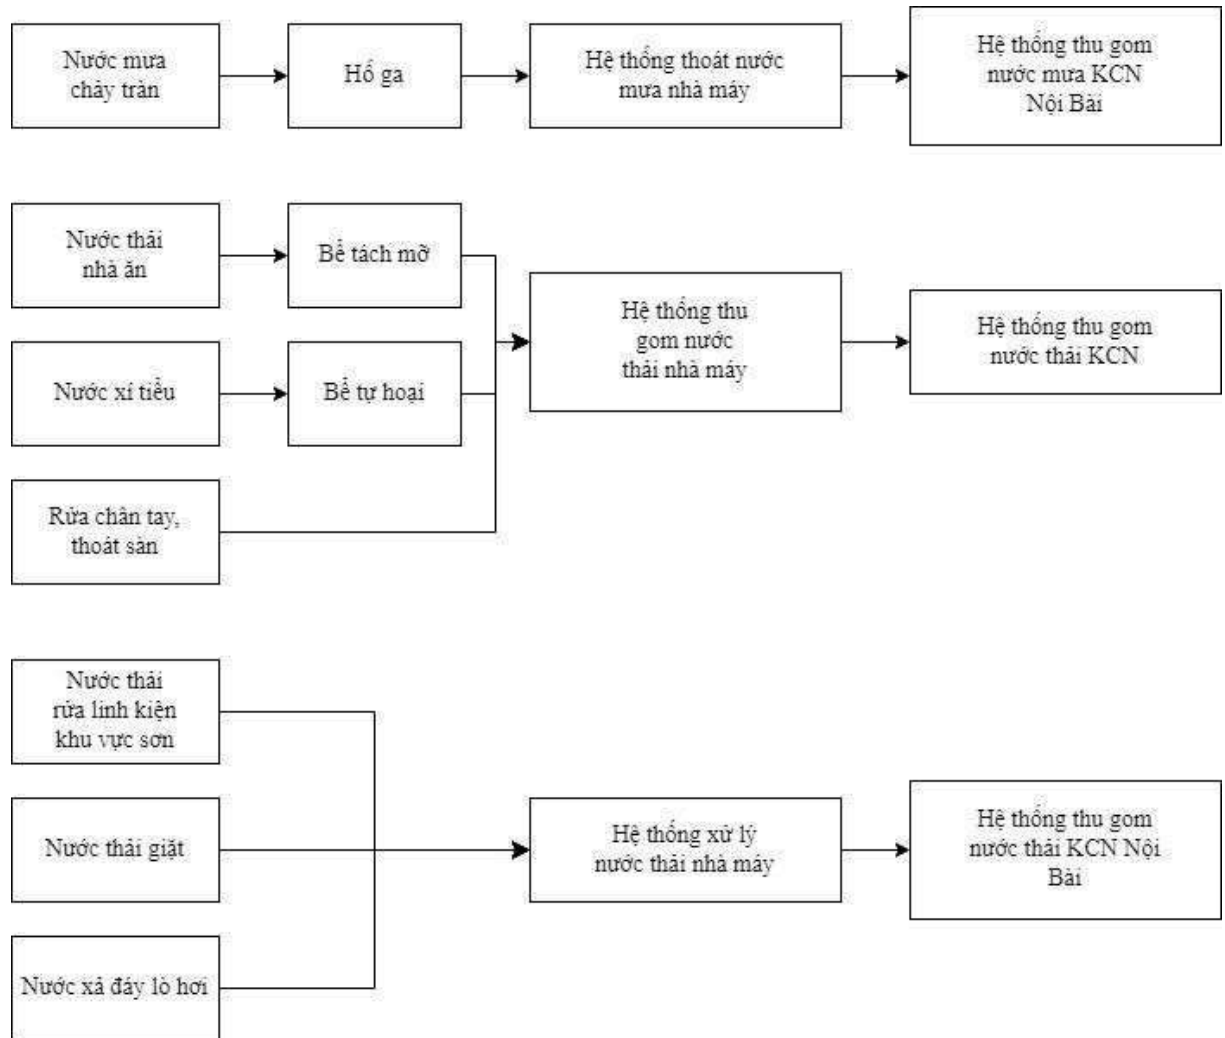 Nước mưa
chảy tràn
Hố ga
Hệ thống thoát nước
mưa nhà máy
Hệ thống thu gom
nước mưa KCN
Nội Bài
Nước thải
nhà ăn
Bể tách mỡ
Nước xí tiểu
Bể tự hoại
Rửa chân tay,
thoát sàn
Hệ thống thu
gom nước
thải nhà máy
Hệ thống thu gom
nước thải KCN
Nước thải
rửa linh kiện
khu vực sơn
Nước thải giặt
Nước xả đáy lò hơi
Hệ thống xử lý
nước thải nhà máy
Hệ thống thu gom
nước thải KCN Nội
Bài